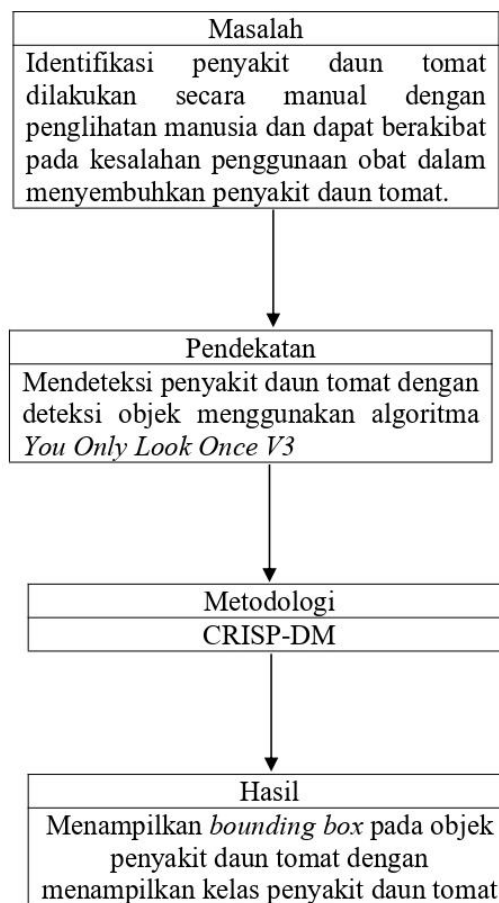 Masalah
Identifikasi penyakit daun tomat
dilakukan secara manual dengan
penglihatan manusia dan dapat berakibat
pada kesalahan penggunaan obat dalam
menyembuhkan penyakit daun tomat.
Pendekatan
Mendeteksi penyakit daun tomat dengan
deteksi objek menggunakan algoritma
You Only Look Once V3
Metodologi
CRISP-DM
Hasil
Menampilkan bounding box pada objek
penyakit daun tomat dengan
menampilkan kelas penyakit daun tomat